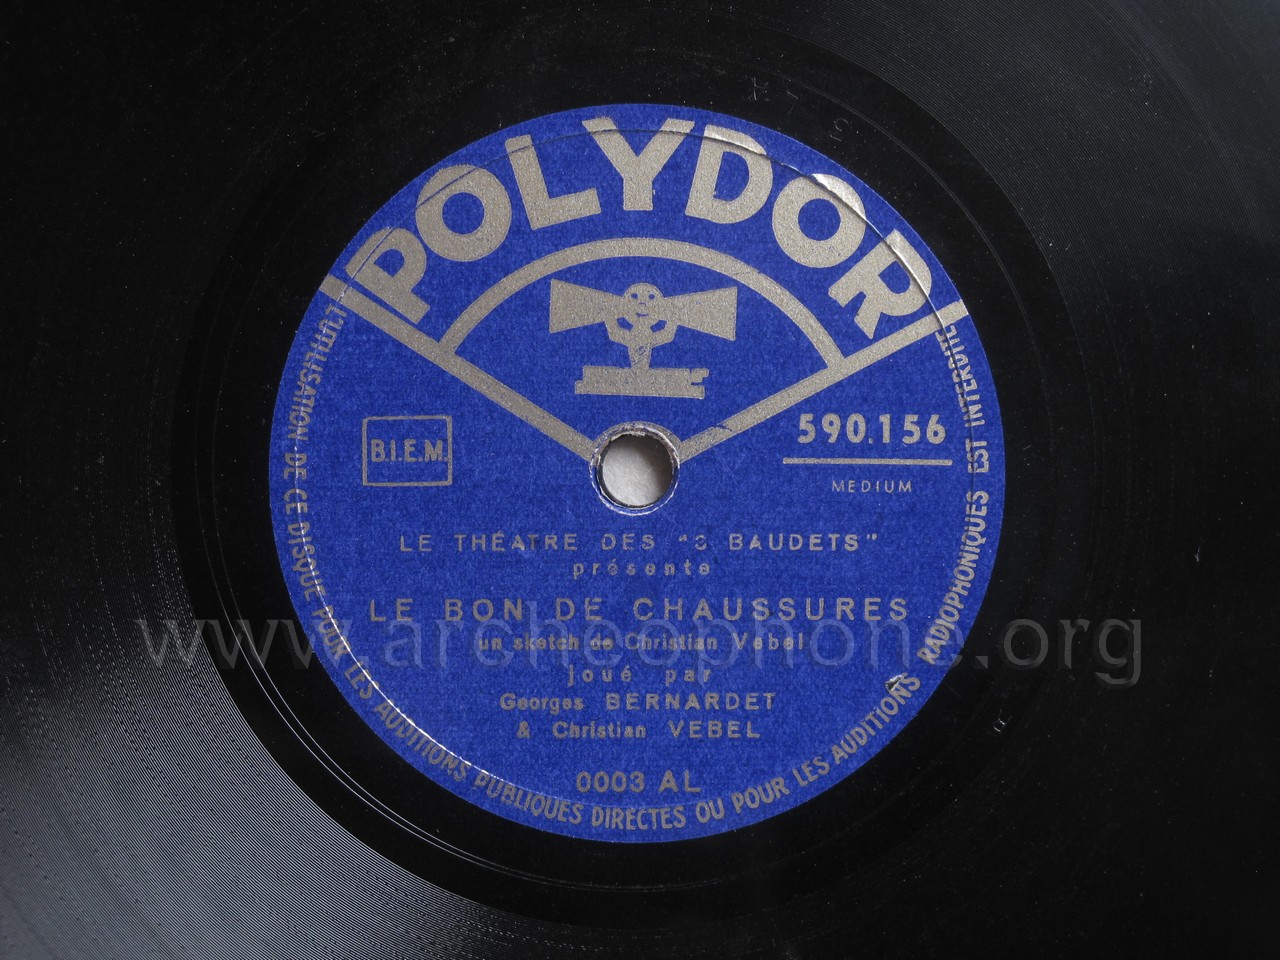 POLYDOR
B.I.E.M.
590.156
MEDIUM
LE THÉATRE DES "3 BAUDETS"
présente
LE BON DE CHAUSSURES
un sketch de Christian Vebel
joué par
Georges BERNARDET
& Christian VEBEL
0003 AL
L'UTILISATION DE CE DISQUE POUR LES AUDITIONS PUBLIQUES DIRECTES OU POUR LES AUDITIONS RADIOPHONIQUES EST INTERDITE
www.archeophone.org